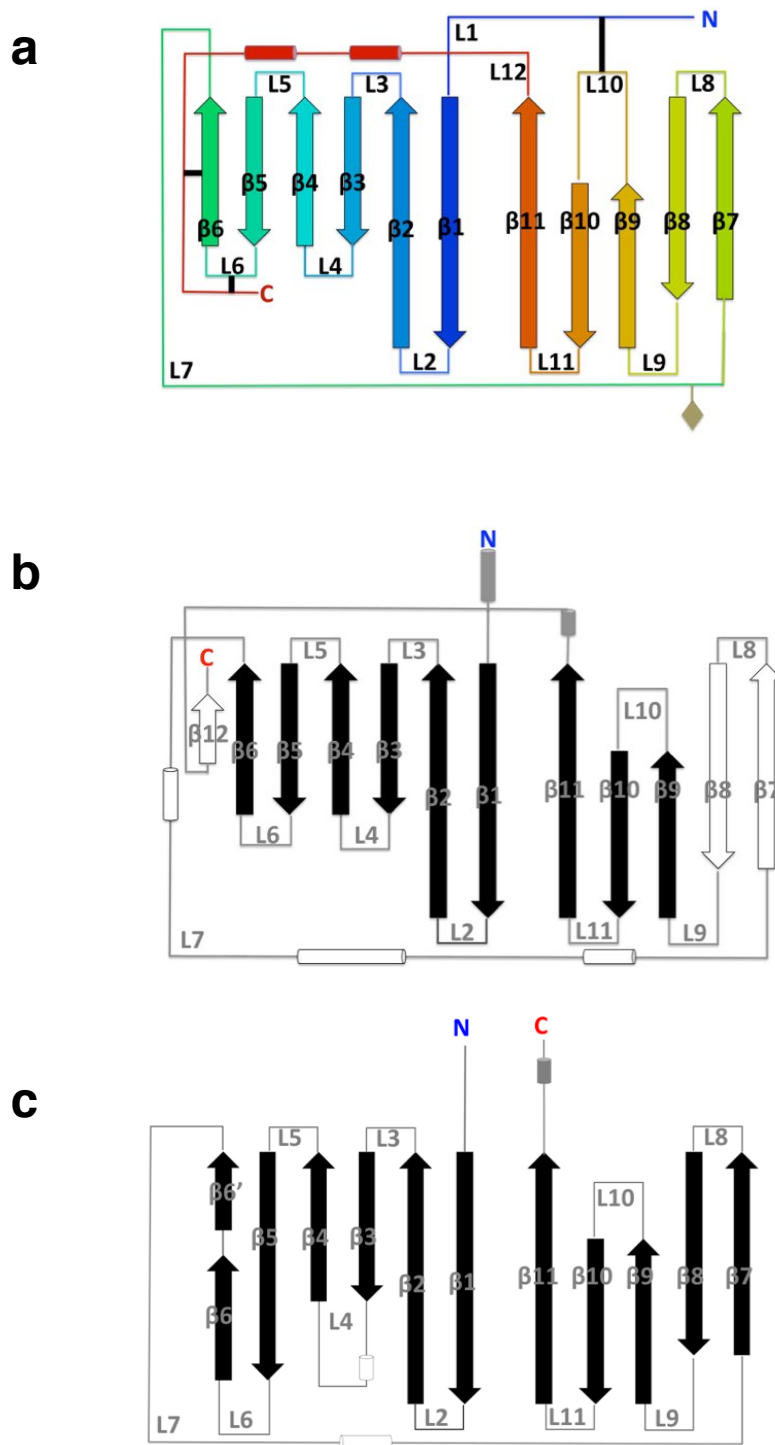 a
N
L1
L5 L3 L12 L10 L8
β6 β5 β4 β3 β2 β1 β11 β10 β9 β8 β7
L6 L4
C
L7 L2 L11 L9
b
N
C L5 L3 L8
L10
β12 β6 β5 β4 β3 β2 β1 β11 β10 β9 β8 β7
L6 L4
L7 L2 L11 L9
c
N C
L5 L3 L8
β6’ L10
β5 β4 β3 β2 β1 β11 β10 β9 β8 β7
β6 L4
L7 L6 L2 L11 L9